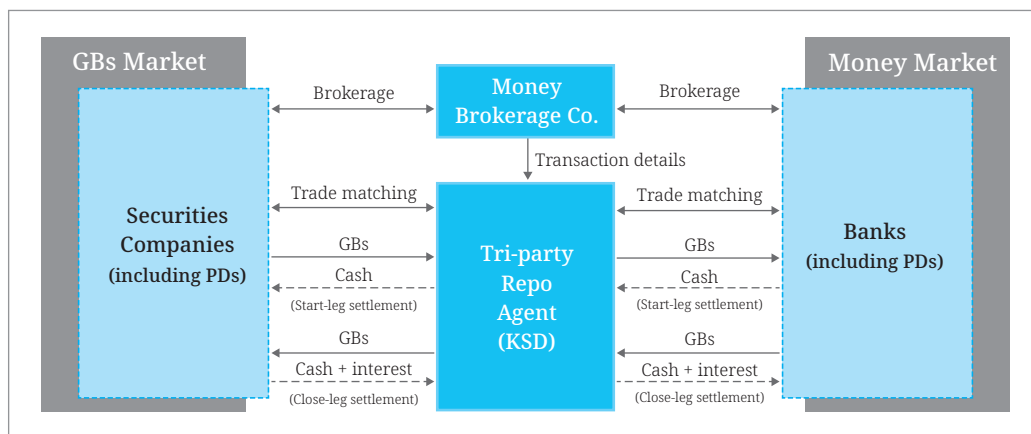 GBs Market
Money Market
Brokerage
Money
Brokerage Co.
Brokerage
Transaction details
Trade matching
Trade matching
Securities
Companies
(including PDs)
GBs
Cash
(Start-leg settlement)
GBs
Cash + interest
(Close-leg settlement)
Tri-party
Repo
Agent
(KSD)
GBs
Cash
(Start-leg settlement)
GBs
Cash + interest
(Close-leg settlement)
Banks
(including PDs)